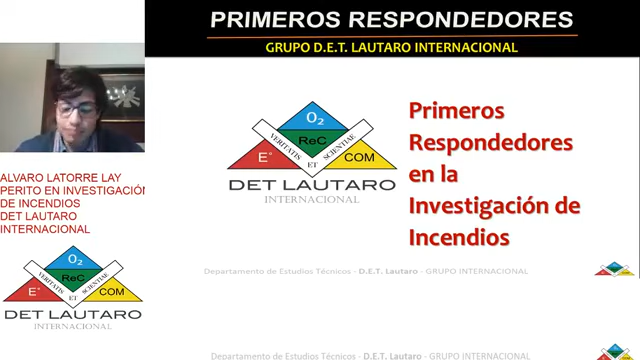 PRIMEROS RESPONDEDORES
GRUPO D.E.T. LAUTARO INTERNACIONAL
O₂
ReC
E°
COM
VERITATIS
ET
SCIENTIAE
DET LAUTARO
INTERNACIONAL
Primeros
Respondedores
en la
Investigación de
Incendios
Departamento de Estudios Técnicos - D.E.T. Lautaro - GRUPO INTERNACIONAL
ALVARO LATORRE LAY
PERITO EN INVESTIGACIÓN
DE INCENDIOS
DET LAUTARO
INTERNACIONAL
O₂
ReC
E°
COM
VERITATIS
ET
SCIENTIAE
DET LAUTARO
INTERNACIONAL
Departamento de Estudios Técnicos - D.E.T. Lautaro - GRUPO INTERNACIONAL